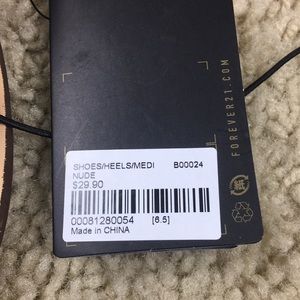 FOREVER21.COM
SHOES/HEELS/MEDI B00024
NUDE
$29.90
00081280054 [6.5]
Made in CHINA